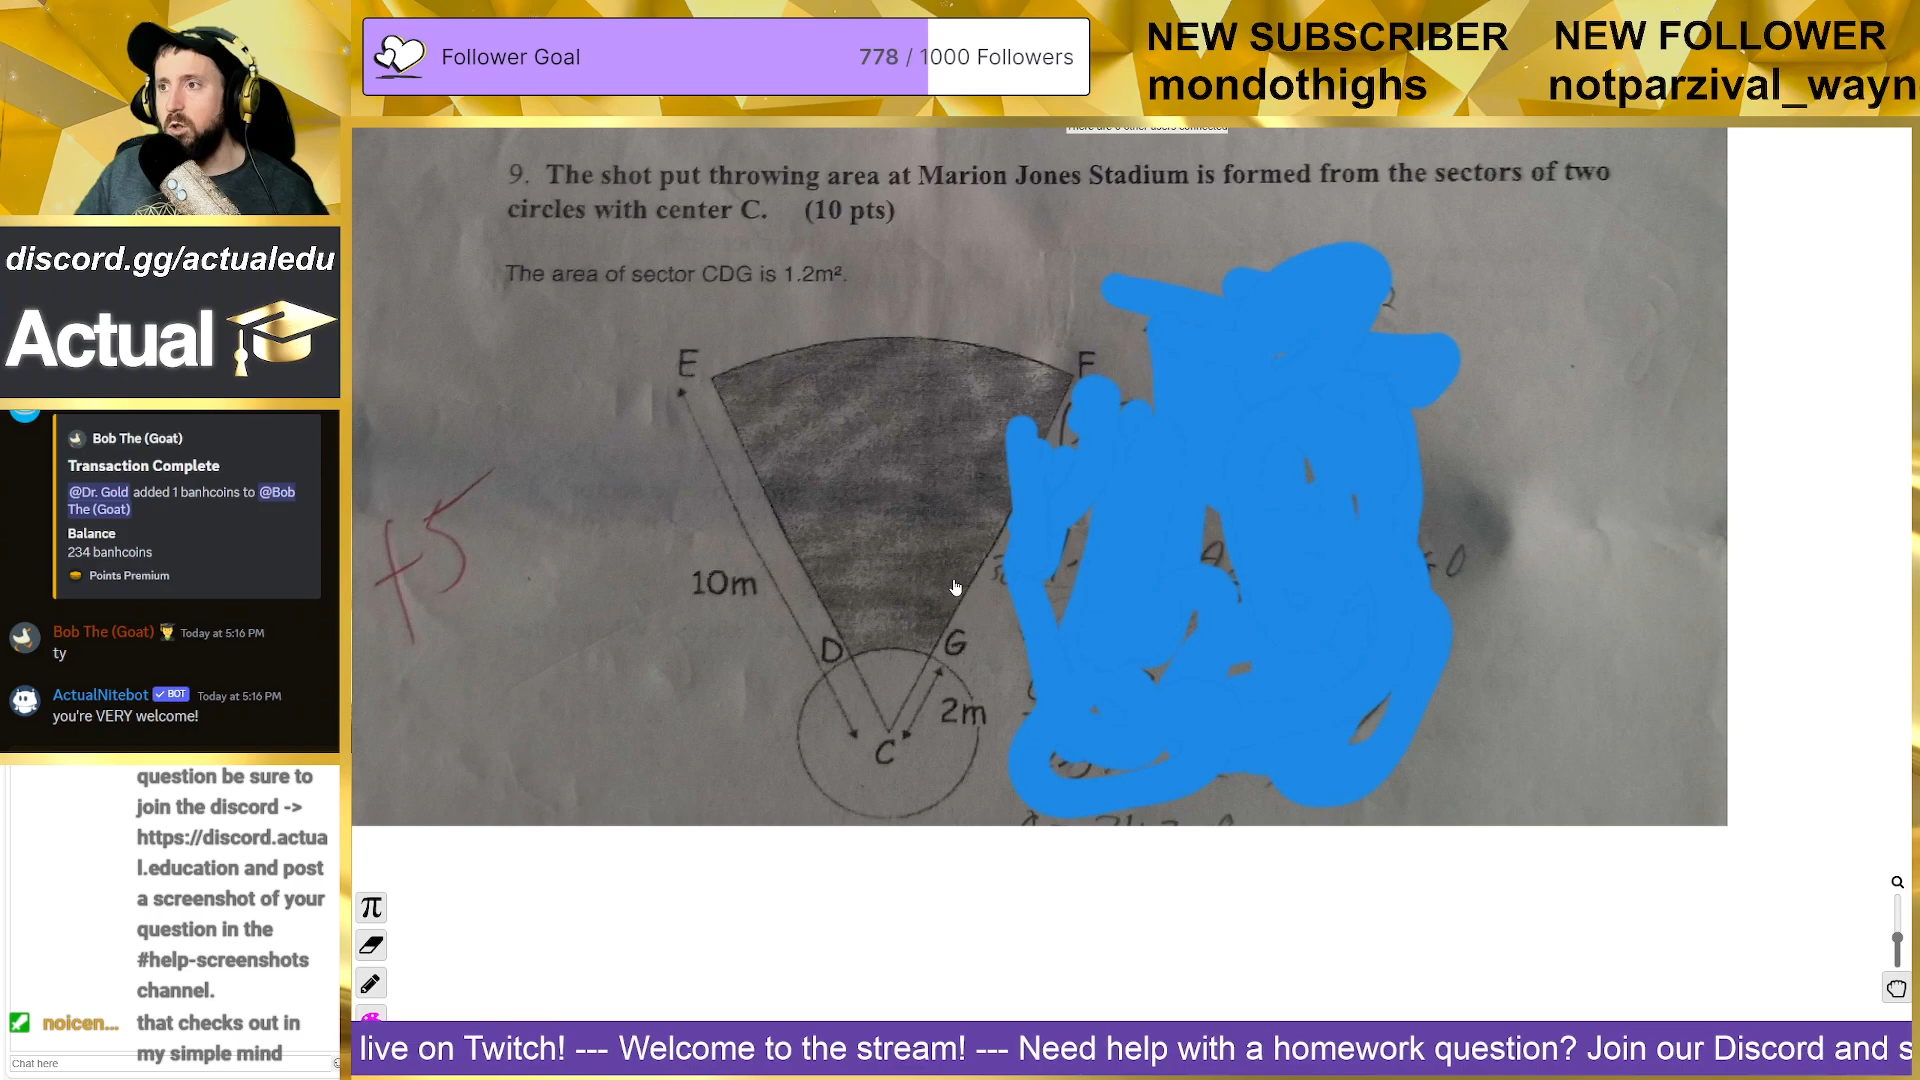 Follower Goal
778 / 1000 Followers
NEW SUBSCRIBER
mondothighs
NEW FOLLOWER
notparzival_wayn
discord.gg/actualedu
Actual
Bob The (Goat)
Transaction Complete
@Dr. Gold added 1 banhcoins to @Bob
The (Goat)
Balance
234 banhcoins
Points Premium
Bob The (Goat) Today at 5:16 PM
ty
ActualNitebot BOT Today at 5:16 PM
you're VERY welcome!
question be sure to
join the discord ->
https://discord.actua
l.education and post
a screenshot of your
question in the
#help-screenshots
channel.
noicen... that checks out in
my simple mind
Chat here
9. The shot put throwing area at Marion Jones Stadium is formed from the sectors of two
circles with center C. (10 pts)
The area of sector CDG is 1.2m².
E
F
10m
D
G
2m
C
+5
π
live on Twitch! --- Welcome to the stream! --- Need help with a homework question? Join our Discord and s